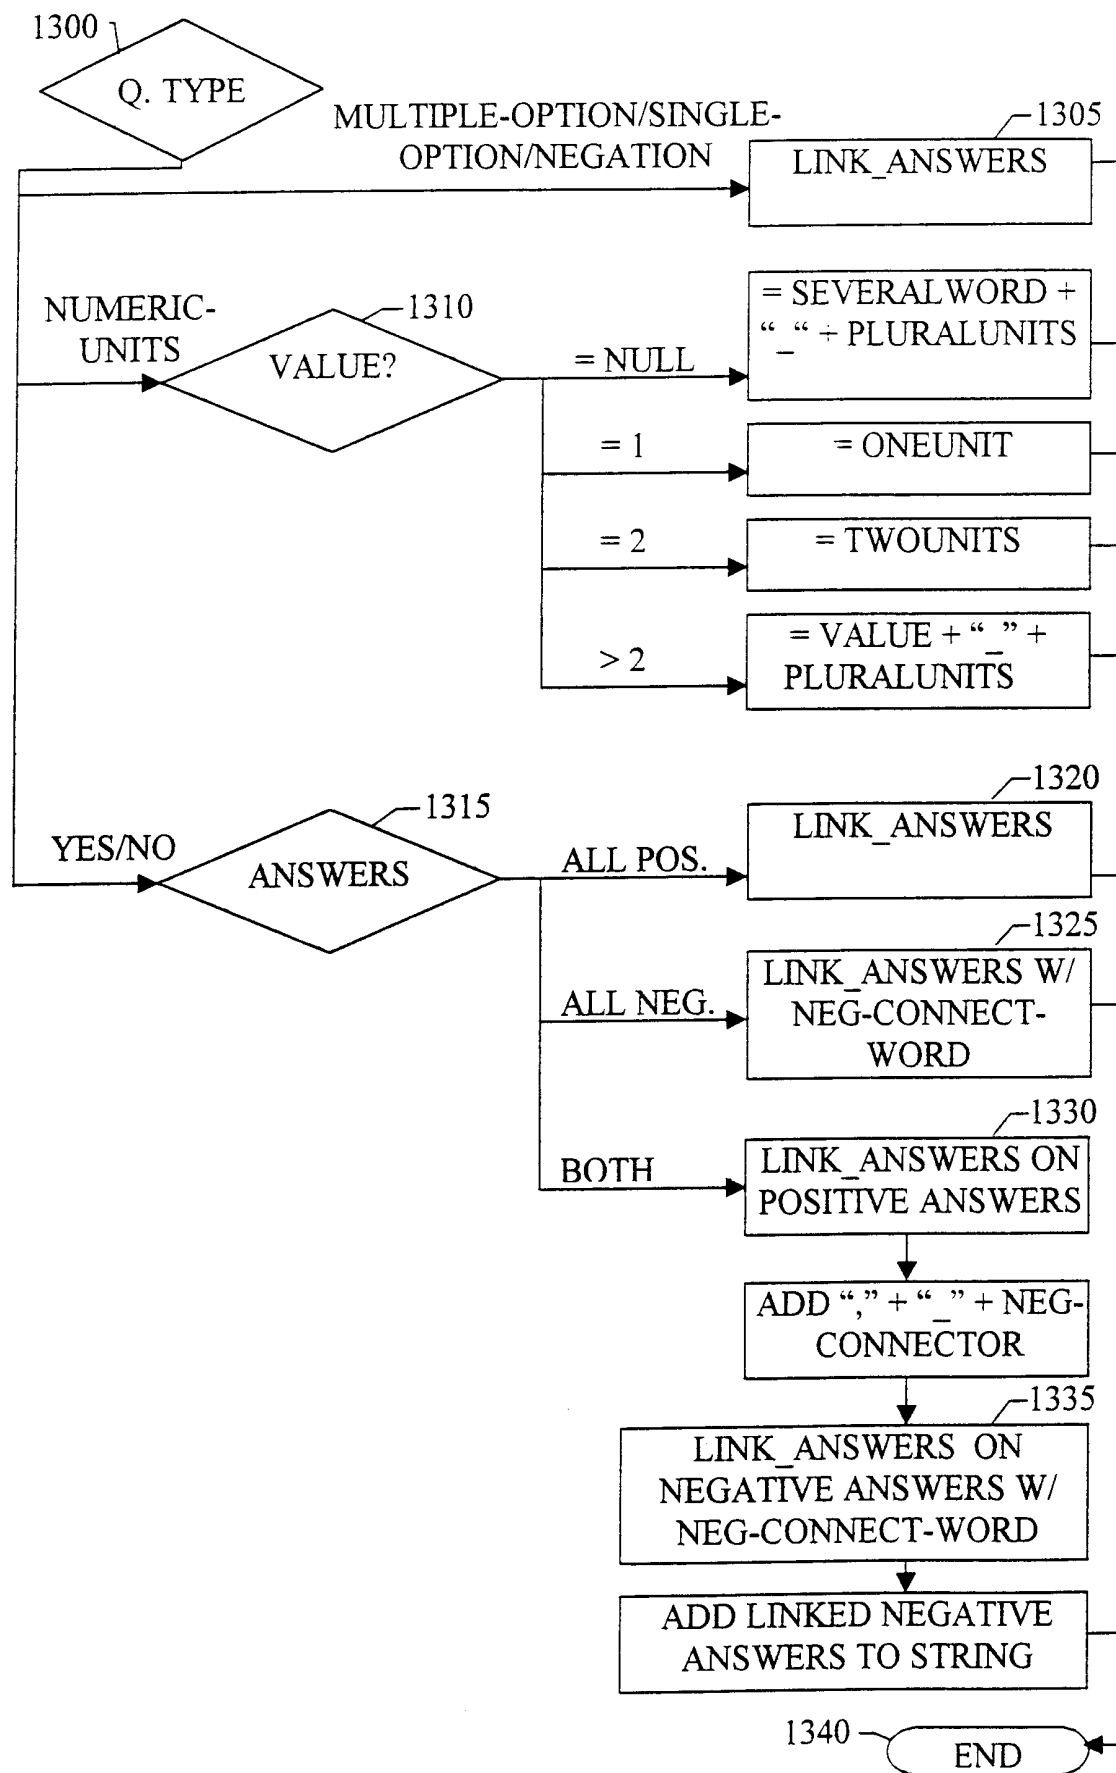 1300
Q. TYPE
MULTIPLE-OPTION/SINGLE-
OPTION/NEGATION
1305
LINK_ANSWERS
NUMERIC-
UNITS
1310
VALUE?
= NULL
= SEVERALWORD +
“_“ + PLURALUNITS
= 1
= ONEUNIT
= 2
= TWOUNITS
> 2
= VALUE + “_” +
PLURALUNITS
YES/NO
1315
ANSWERS
ALL POS.
1320
LINK_ANSWERS
ALL NEG.
1325
LINK_ANSWERS W/
NEG-CONNECT-
WORD
BOTH
1330
LINK_ANSWERS ON
POSITIVE ANSWERS
ADD “,” + “_” + NEG-
CONNECTOR
1335
LINK_ANSWERS ON
NEGATIVE ANSWERS W/
NEG-CONNECT-WORD
ADD LINKED NEGATIVE
ANSWERS TO STRING
1340
END